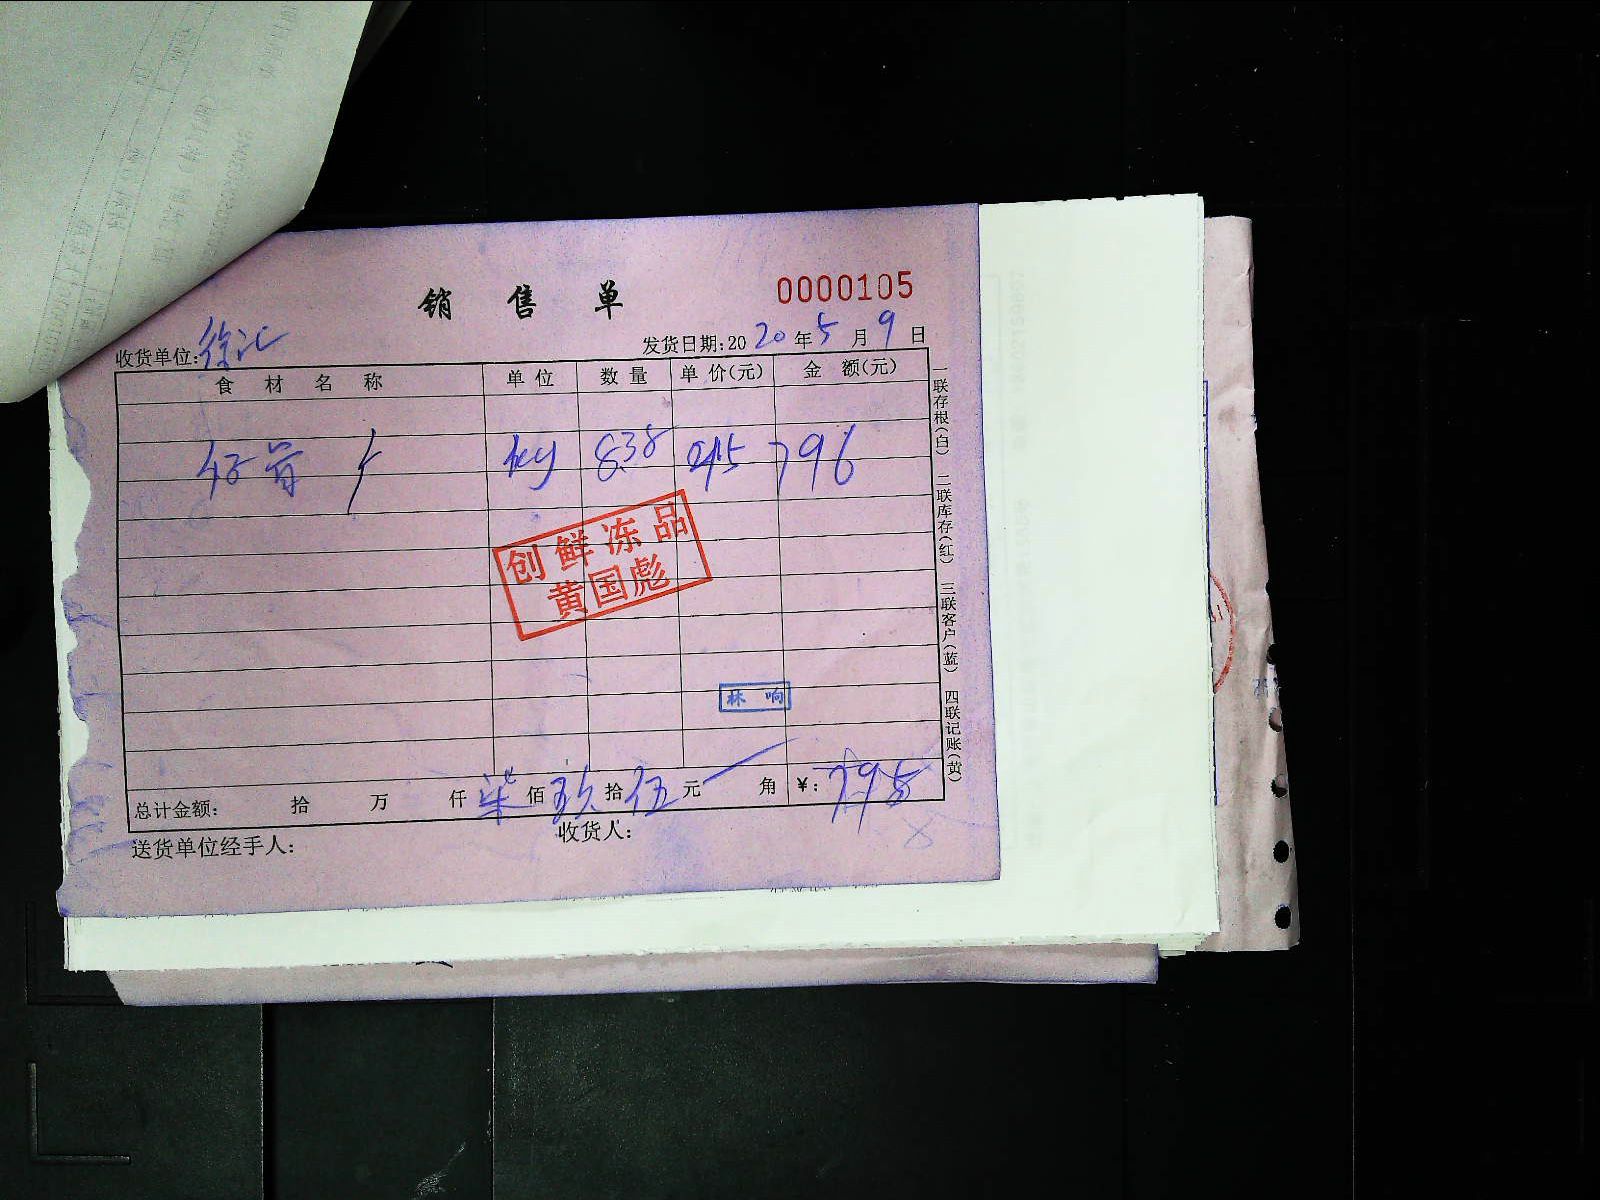 销售单
0000105
收货单位:徐汇
发货日期:2020年5月9日
食材名称 单位 数量 单价(元) 金额(元)
kg 8.38 95 796
创鲜冻品
黄国彪
林响
总计金额: 拾 万 仟 柒佰 玖拾 伍元 角 ¥: 795
送货单位经手人:
收货人:
一联存根(白) 二联库存(红) 三联客户(蓝) 四联记账(黄)